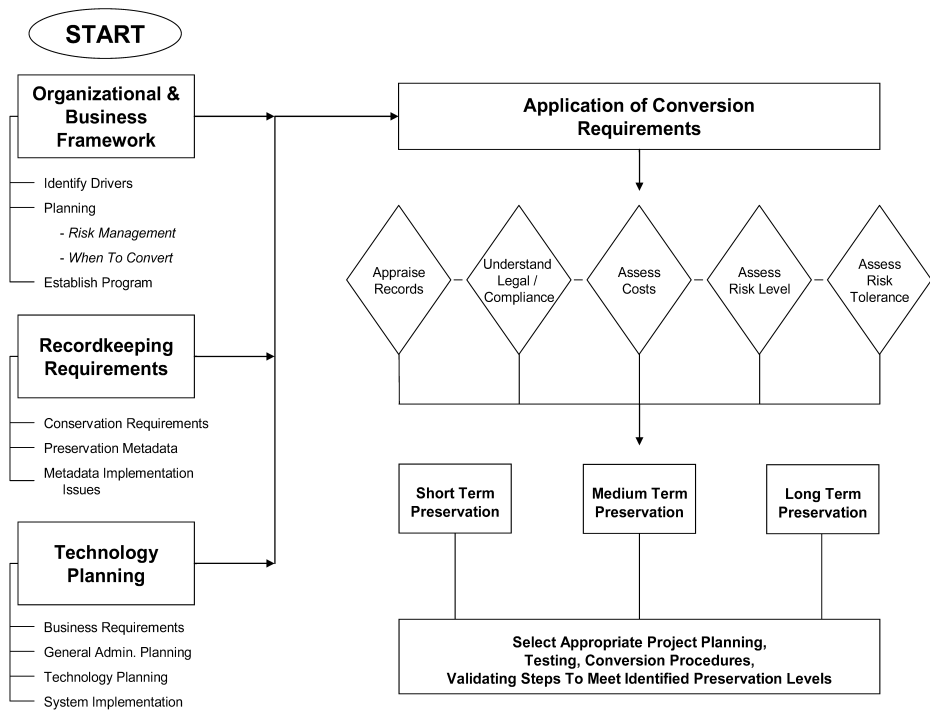 START
Organizational &
Business
Framework
Identify Drivers
Planning
- Risk Management
- When To Convert
Establish Program
Recordkeeping
Requirements
Conservation Requirements
Preservation Metadata
Metadata Implementation
Issues
Technology
Planning
Business Requirements
General Admin. Planning
Technology Planning
System Implementation
Application of Conversion
Requirements
Appraise
Records
Understand
Legal /
Compliance
Assess
Costs
Assess
Risk Level
Assess
Risk
Tolerance
Short Term
Preservation
Medium Term
Preservation
Long Term
Preservation
Select Appropriate Project Planning,
Testing, Conversion Procedures,
Validating Steps To Meet Identified Preservation Levels